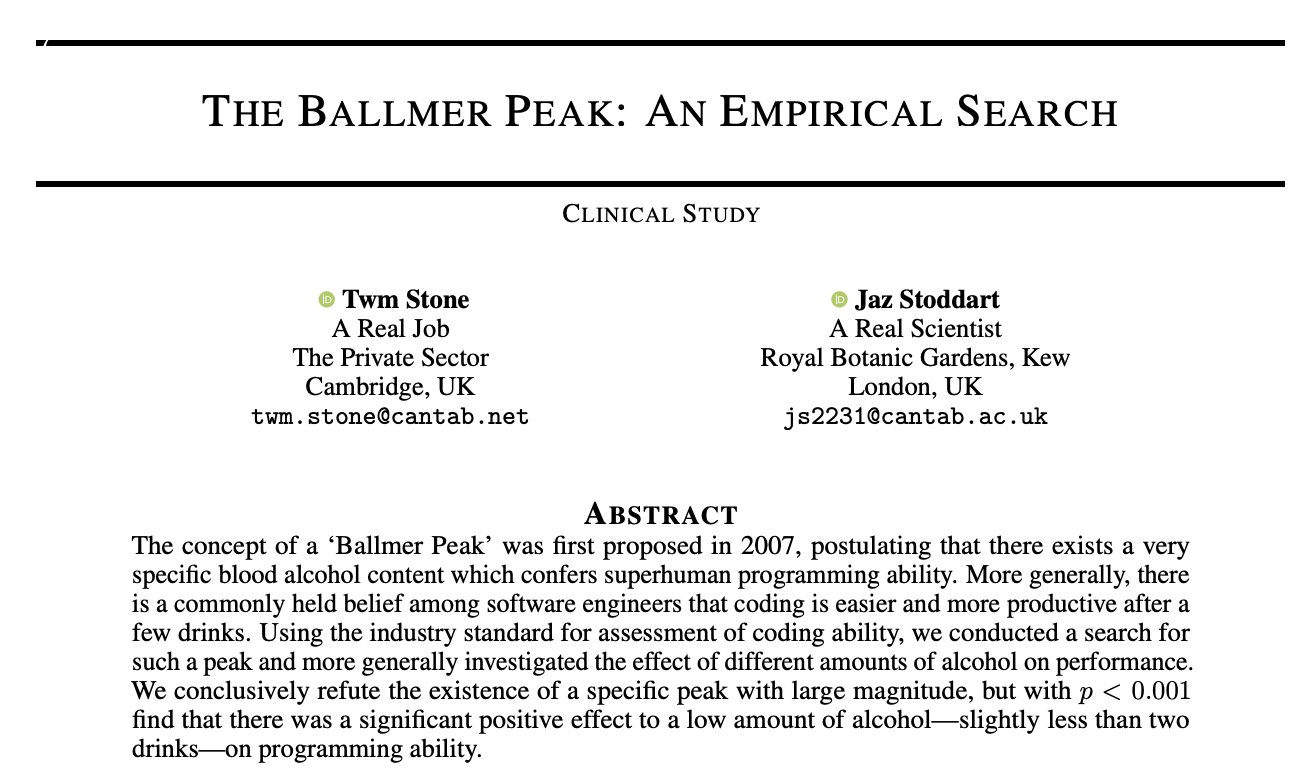 THE BALLMER PEAK: AN EMPIRICAL SEARCH
CLINICAL STUDY
Twm Stone
A Real Job
The Private Sector
Cambridge, UK
twm.stone@cantab.net
Jaz Stoddart
A Real Scientist
Royal Botanic Gardens, Kew
London, UK
js2231@cantab.ac.uk
ABSTRACT
The concept of a ‘Ballmer Peak’ was first proposed in 2007, postulating that there exists a very
specific blood alcohol content which confers superhuman programming ability. More generally, there
is a commonly held belief among software engineers that coding is easier and more productive after a
few drinks. Using the industry standard for assessment of coding ability, we conducted a search for
such a peak and more generally investigated the effect of different amounts of alcohol on performance.
We conclusively refute the existence of a specific peak with large magnitude, but with p < 0.001
find that there was a significant positive effect to a low amount of alcohol—slightly less than two
drinks—on programming ability.